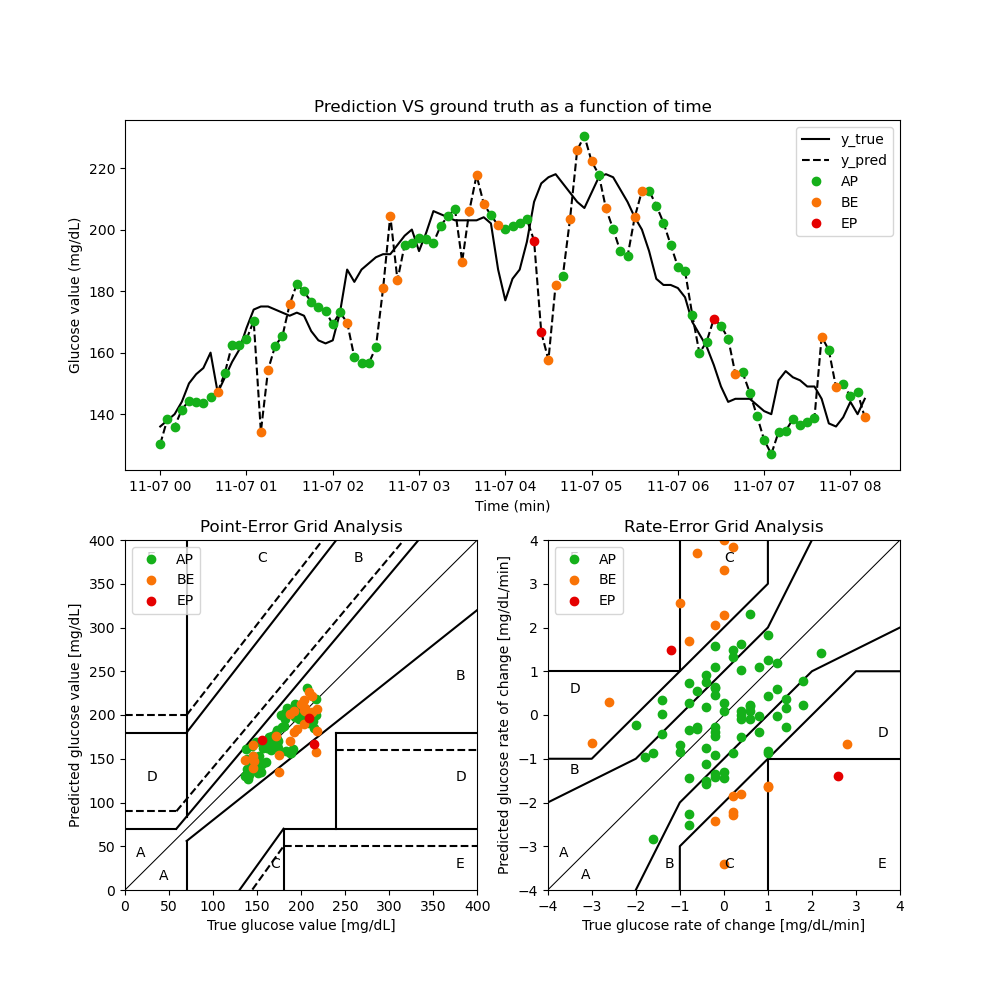 Prediction VS ground truth as a function of time
Glucose value (mg/dL)
220
200
180
160
140
y_true
y_pred
AP
BE
EP
11-07 00 11-07 01 11-07 02 11-07 03 11-07 04 11-07 05 11-07 06 11-07 07 11-07 08
Time (min)
Point-Error Grid Analysis
Predicted glucose value [mg/dL]
400
350
300
250
200
150
100
50
0
AP
BE
EP
C
B
B
D
D
A
A
C
E
0 50 100 150 200 250 300 350 400
True glucose value [mg/dL]
Rate-Error Grid Analysis
Predicted glucose rate of change [mg/dL/min]
4
3
2
1
0
−1
−2
−3
−4
AP
BE
EP
C
D
D
B
A
A
B
C
E
−4 −3 −2 −1 0 1 2 3 4
True glucose rate of change [mg/dL/min]